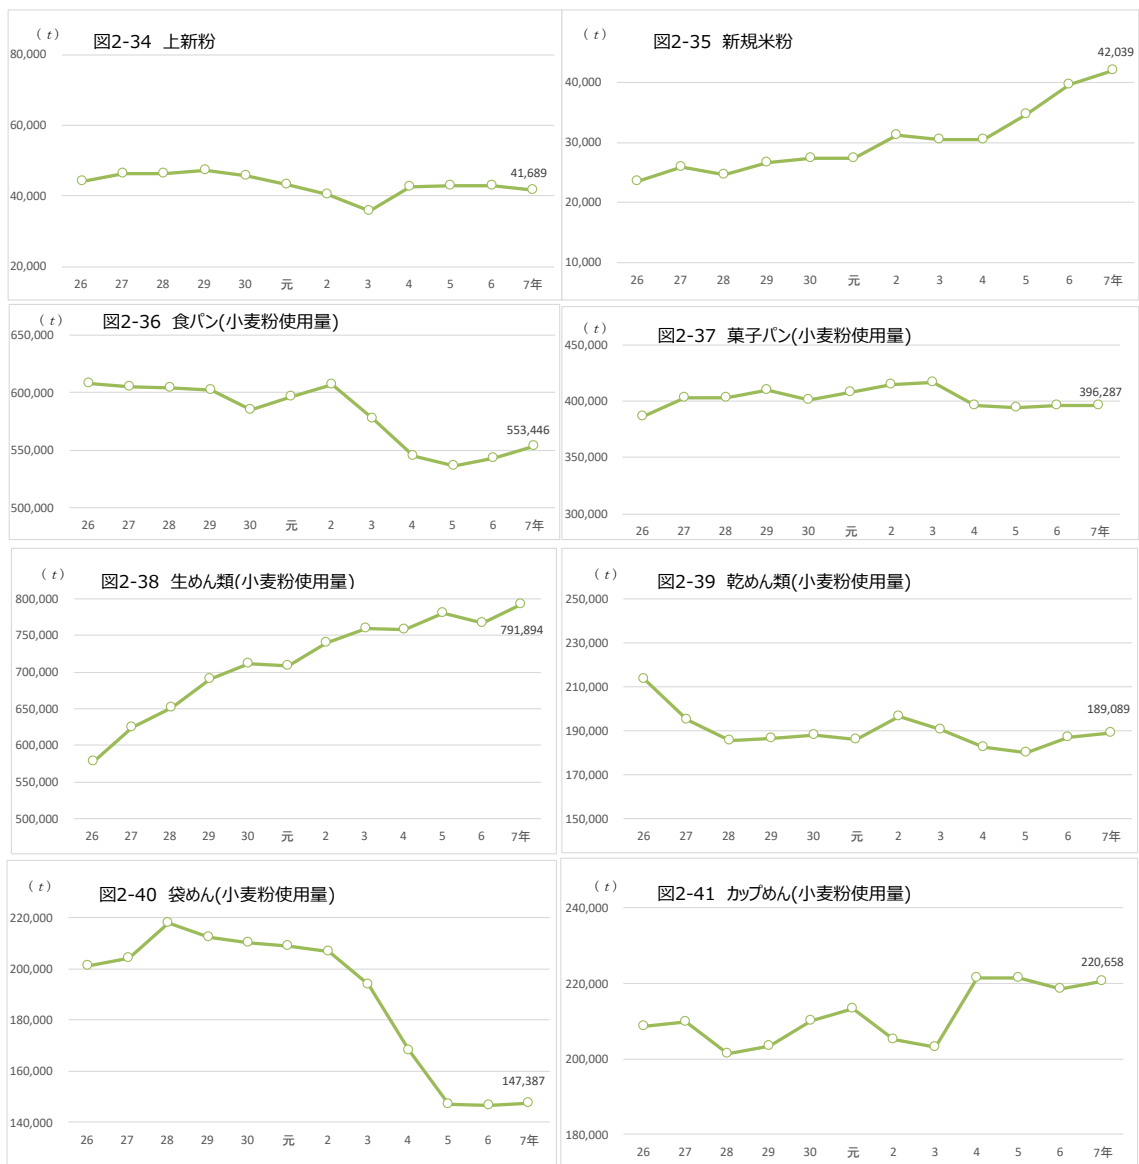 (t)
図2-34 上新粉
80,000
60,000
40,000
20,000
41,689
26 27 28 29 30 元 2 3 4 5 6 7年
(t)
図2-35 新規米粉
42,039
40,000
30,000
20,000
10,000
26 27 28 29 30 元 2 3 4 5 6 7年
(t)
図2-36 食パン(小麦粉使用量)
650,000
600,000
550,000
500,000
553,446
26 27 28 29 30 元 2 3 4 5 6 7年
(t)
図2-37 菓子パン(小麦粉使用量)
450,000
400,000
350,000
300,000
396,287
26 27 28 29 30 元 2 3 4 5 6 7年
(t)
図2-38 生めん類(小麦粉使用量)
800,000
750,000
700,000
650,000
600,000
550,000
500,000
791,894
26 27 28 29 30 元 2 3 4 5 6 7年
(t)
図2-39 乾めん類(小麦粉使用量)
250,000
230,000
210,000
190,000
170,000
150,000
189,089
26 27 28 29 30 元 2 3 4 5 6 7年
(t)
図2-40 袋めん(小麦粉使用量)
220,000
200,000
180,000
160,000
140,000
147,387
26 27 28 29 30 元 2 3 4 5 6 7年
(t)
図2-41 カップめん(小麦粉使用量)
240,000
220,000
200,000
180,000
220,658
26 27 28 29 30 元 2 3 4 5 6 7年